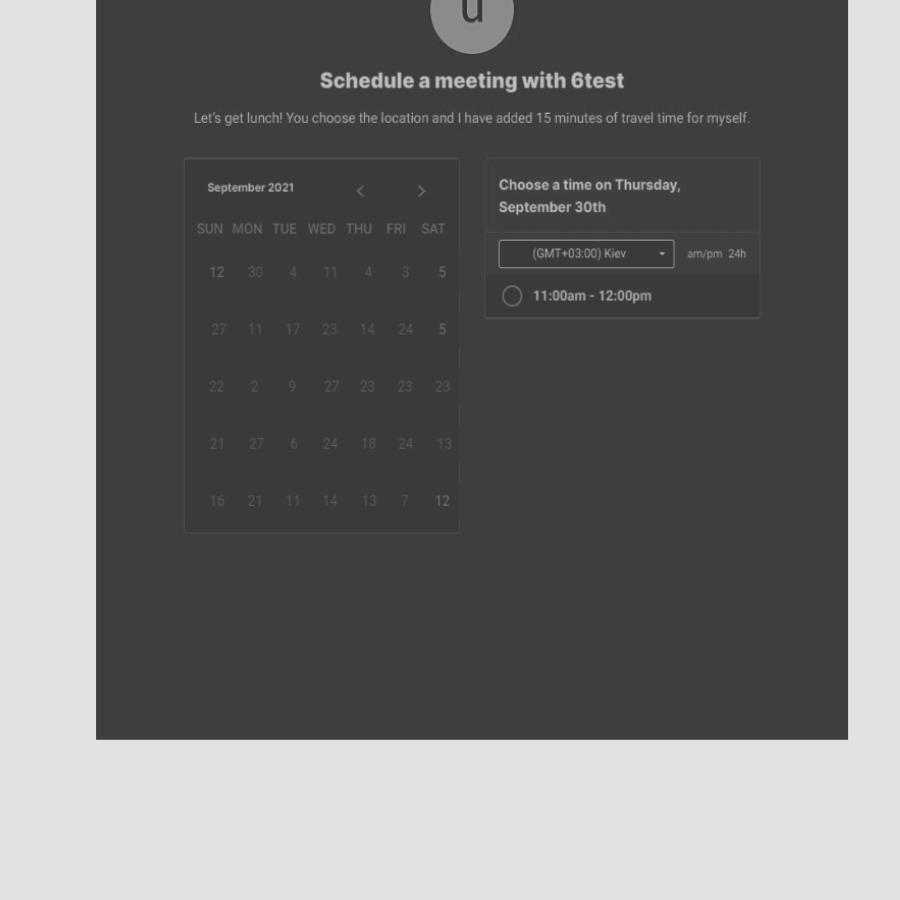 u
Schedule a meeting with 6test
Let's get lunch! You choose the location and I have added 15 minutes of travel time for myself.
September 2021
SUN MON TUE WED THU FRI SAT
12 30 4 11 4 3 5
27 11 17 23 14 24 5
22 2 9 27 23 23 23
21 27 6 24 18 24 13
16 21 11 14 13 7 12
Choose a time on Thursday,
September 30th
(GMT+03:00) Kiev am/pm 24h
11:00am - 12:00pm